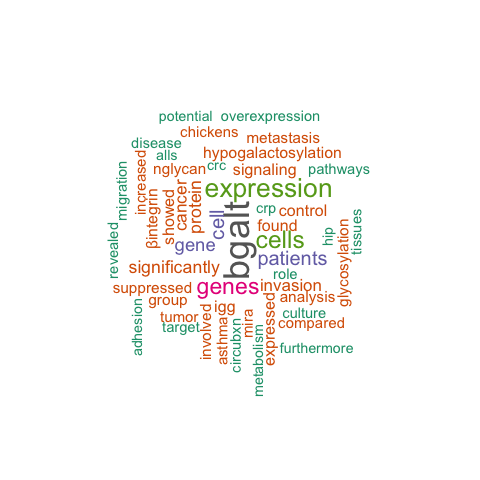 potential overexpression
chickens
metastasis
disease
hypogalactosylation
alls
nglycan
crc
signaling
pathways
migration
increased
βintegrin
showed
cancer
protein
expression
cell
bgalt
crp
control
found
gene
cells
hip
tissues
revealed
patients
glycosylation
significantly
role
suppressed
genes
invasion
group
igg
analysis
tumor
culture
target
compared
adhesion
involved
asthma
circubxn
mira
expressed
metabolism
furthermore